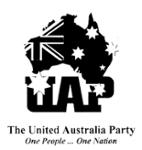 UAP
The United Australia Party
One People ... One Nation